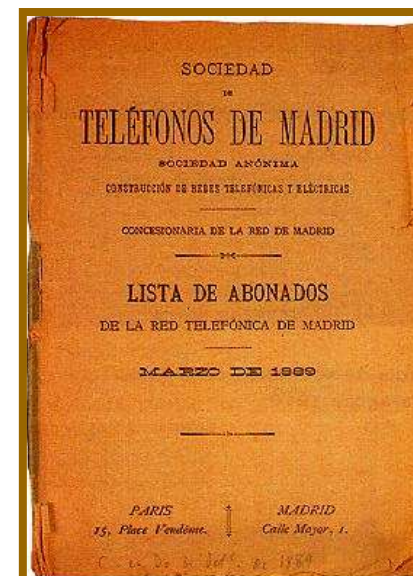 SOCIEDAD
DE
TELÉFONOS DE MADRID
SOCIEDAD ANÓNIMA
CONSTRUCCIÓN DE REDES TELEFÓNICAS Y ELÉCTRICAS
CONCESIONARIA DE LA RED DE MADRID
LISTA DE ABONADOS
DE LA RED TELEFÓNICA DE MADRID
MARZO DE 1889
PARIS
15, Place Vendôme.
MADRID
Calle Mayor, 1.
1889